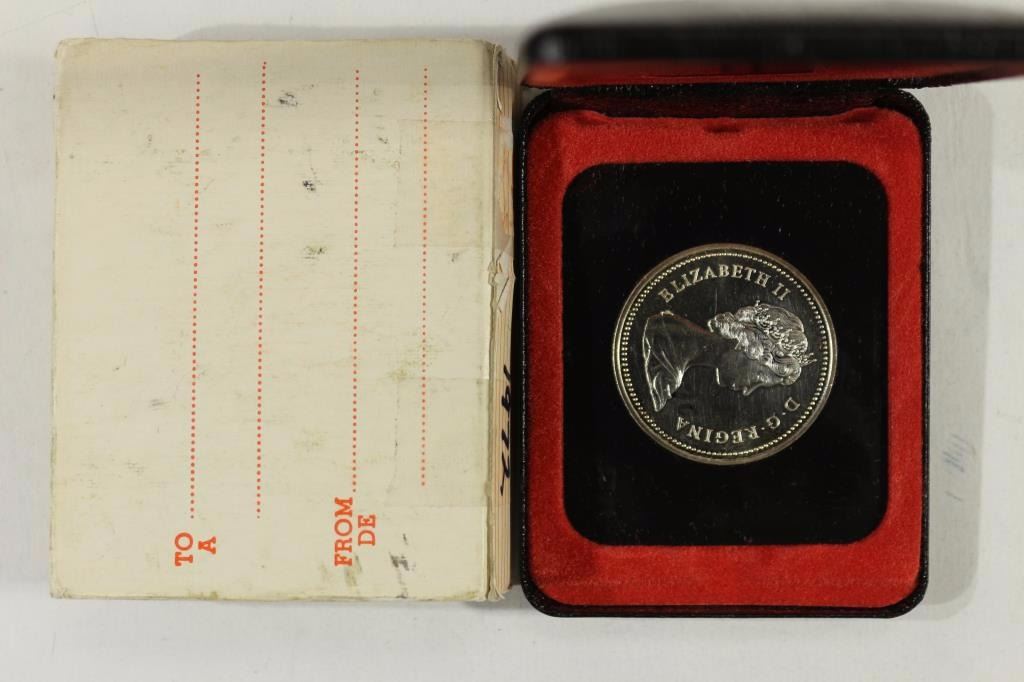 TO
A
FROM
DE
1972
ELIZABETH II
D·G·REGINA